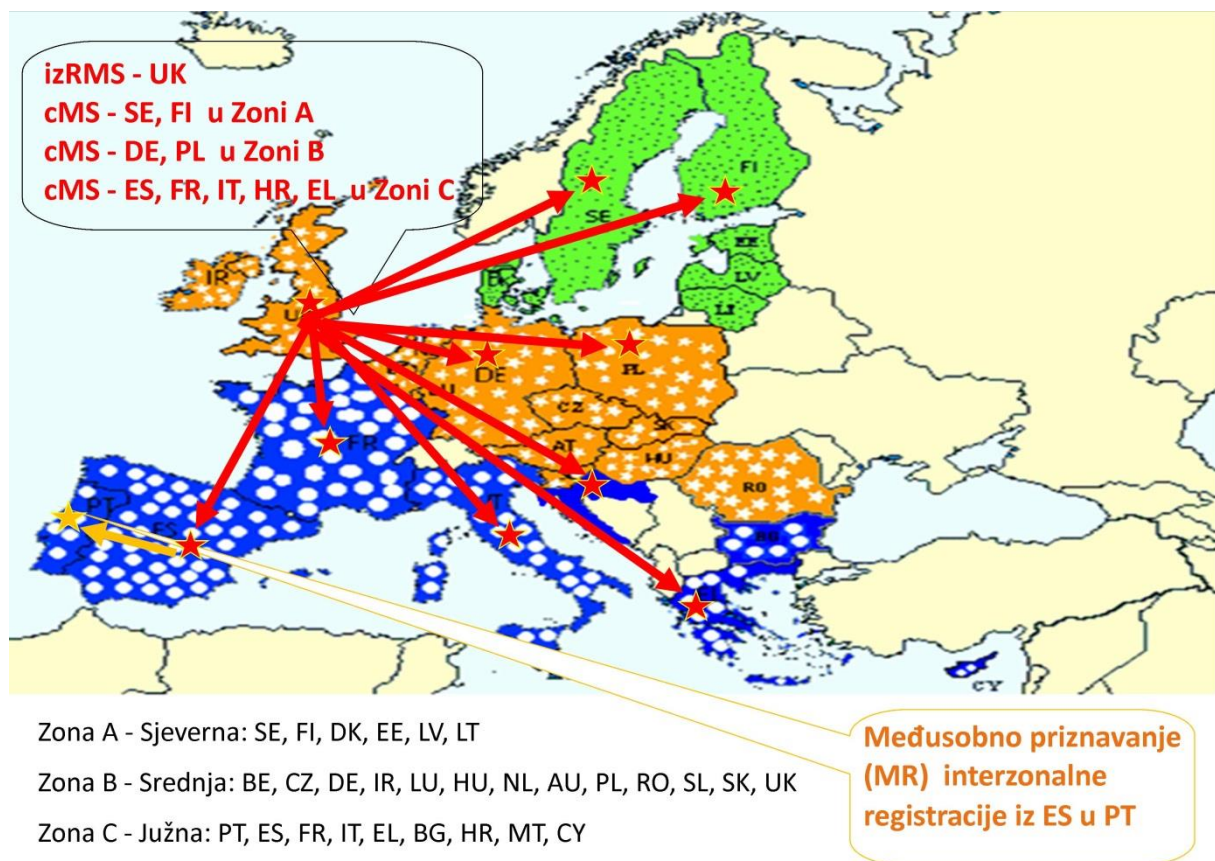 izRMS - UK
cMS - SE, FI u Zoni A
cMS - DE, PL u Zoni B
cMS - ES, FR, IT, HR, EL u Zoni C
FI
SE
EE
LV
LI
IR
DE
PL
CZ
SK
AT
HU
RO
FR
PT
ES
BG
EL
CY
Zona A - Sjeverna: SE, FI, DK, EE, LV, LT
Zona B - Srednja: BE, CZ, DE, IR, LU, HU, NL, AU, PL, RO, SL, SK, UK
Zona C - Južna: PT, ES, FR, IT, EL, BG, HR, MT, CY
Međusobno priznavanje
(MR) interzonalne
registracije iz ES u PT